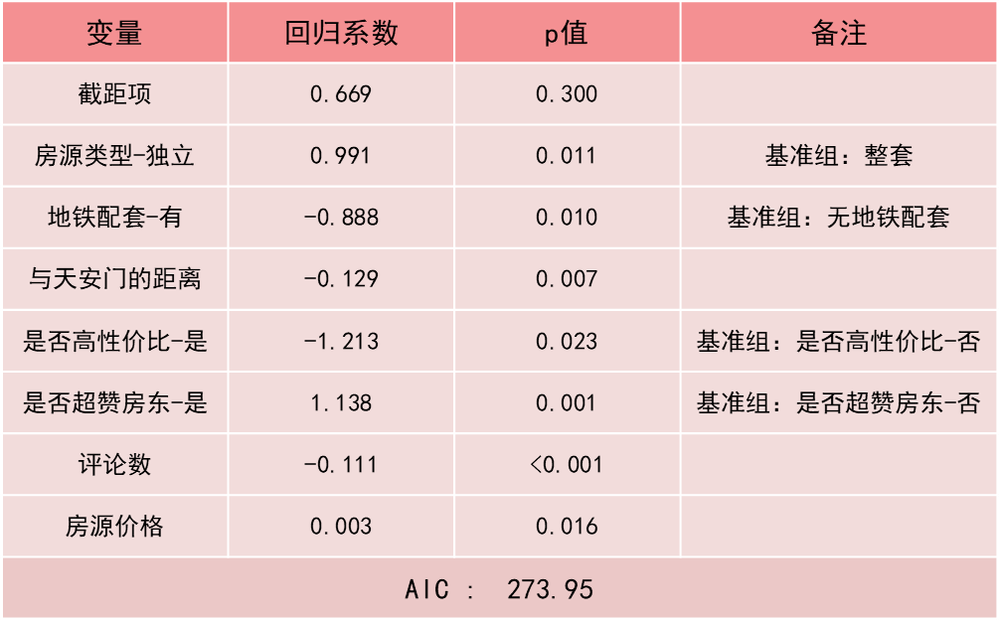 变量 回归系数 p值 备注
截距项 0.669 0.300
房源类型-独立 0.991 0.011 基准组：整套
地铁配套-有 -0.888 0.010 基准组：无地铁配套
与天安门的距离 -0.129 0.007
是否高性价比-是 -1.213 0.023 基准组：是否高性价比-否
是否超赞房东-是 1.138 0.001 基准组：是否超赞房东-否
评论数 -0.111 <0.001
房源价格 0.003 0.016
AIC ： 273.95